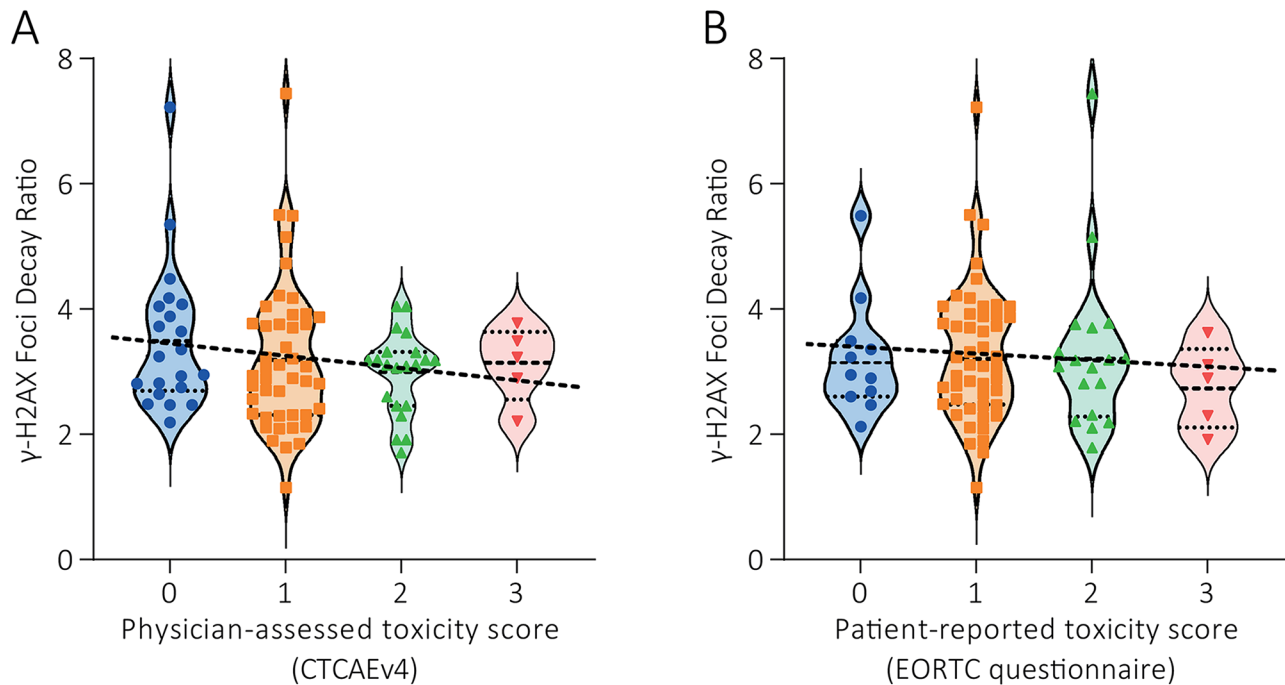 A
γ-H2AX Foci Decay Ratio
8
6
4
2
0
0 1 2 3
Physician-assessed toxicity score
(CTCAEv4)
B
γ-H2AX Foci Decay Ratio
8
6
4
2
0
0 1 2 3
Patient-reported toxicity score
(EORTC questionnaire)